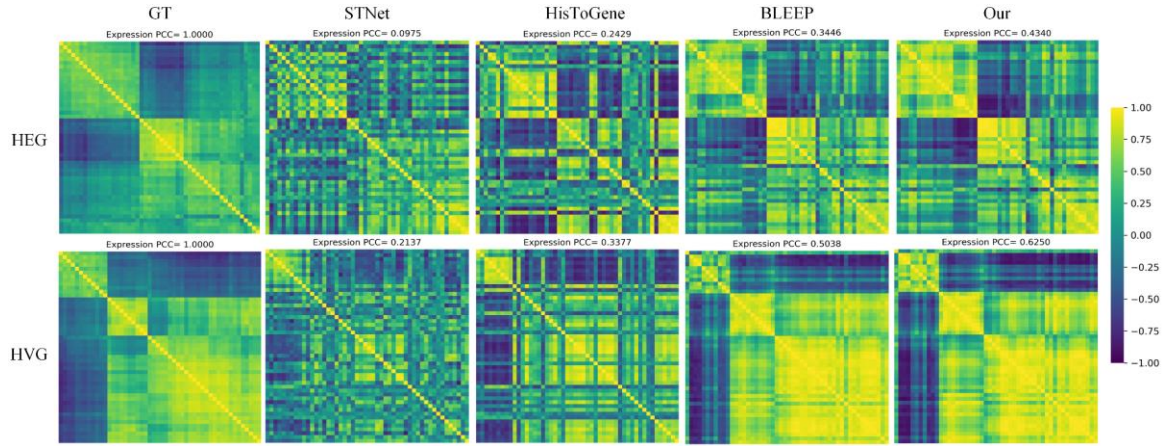 GT STNet HisToGene BLEEP Our
Expression PCC= 1.0000 Expression PCC= 0.0975 Expression PCC= 0.2429 Expression PCC= 0.3446 Expression PCC= 0.4340
HEG
Expression PCC= 1.0000 Expression PCC= 0.2137 Expression PCC= 0.3377 Expression PCC= 0.5038 Expression PCC= 0.6250
HVG
1.00
0.75
0.50
0.25
0.00
−0.25
−0.50
−0.75
−1.00